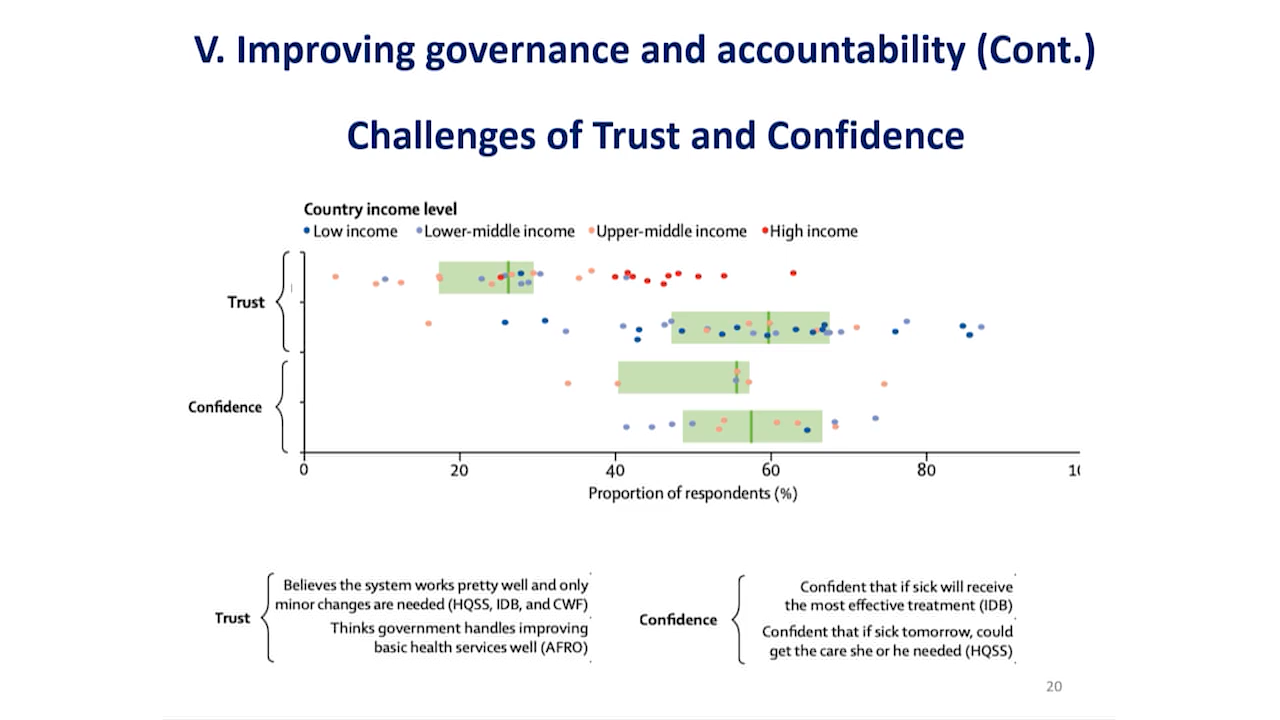 V. Improving governance and accountability (Cont.)
Challenges of Trust and Confidence
Country income level
Low income Lower-middle income Upper-middle income High income
Trust
Confidence
0 20 40 60 80 10
Proportion of respondents (%)
Trust
Believes the system works pretty well and only
minor changes are needed (HQSS, IDB, and CWF)
Thinks government handles improving
basic health services well (AFRO)
Confidence
Confident that if sick will receive
the most effective treatment (IDB)
Confident that if sick tomorrow, could
get the care she or he needed (HQSS)
20